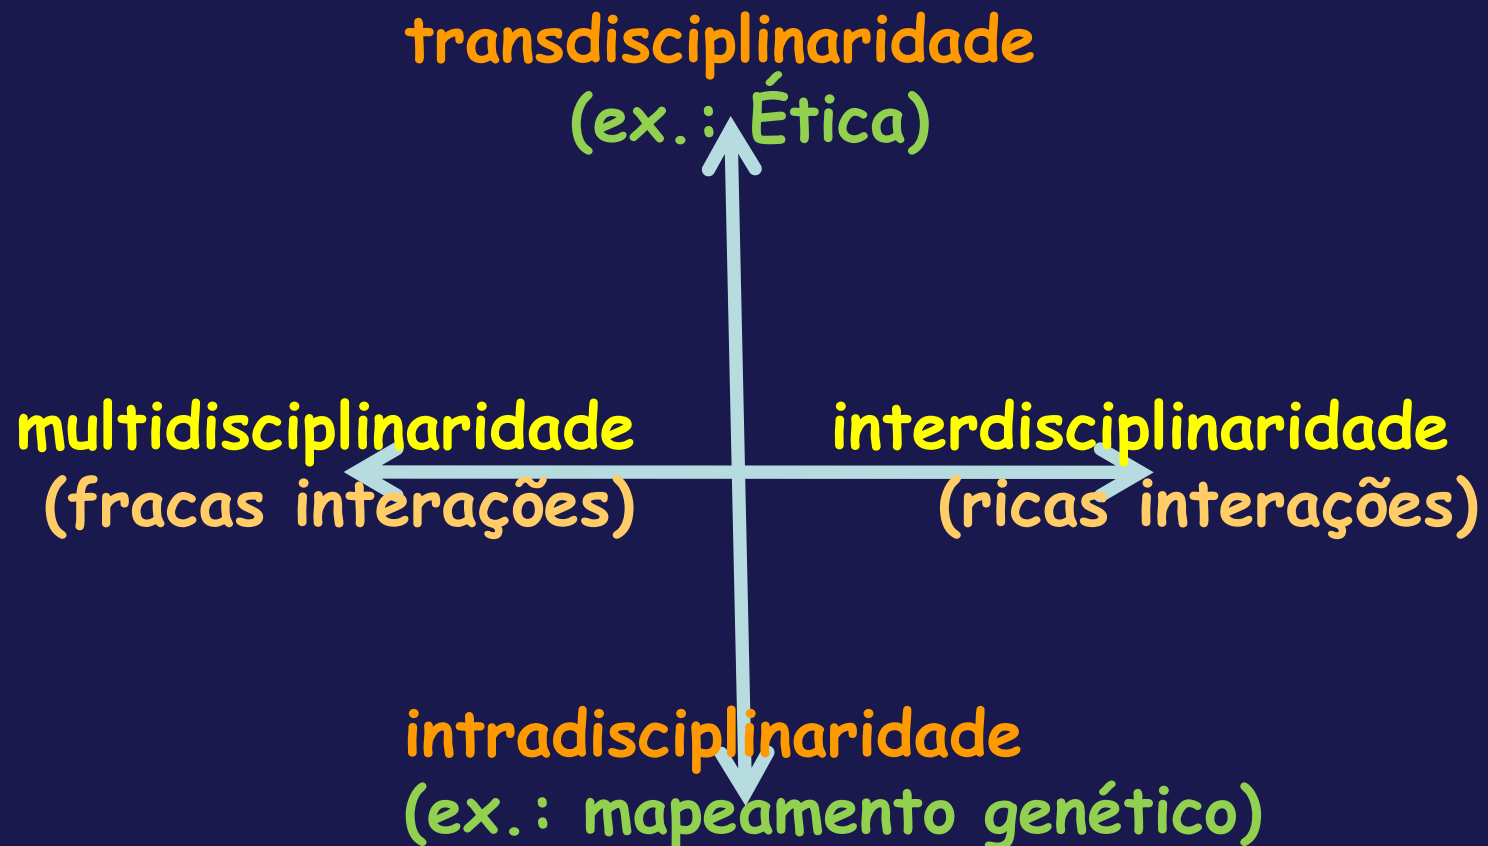 transdisciplinaridade
(ex.: Ética)
multidisciplinaridade
(fracas interações)
interdisciplinaridade
(ricas interações)
intradisciplinaridade
(ex.: mapeamento genético)